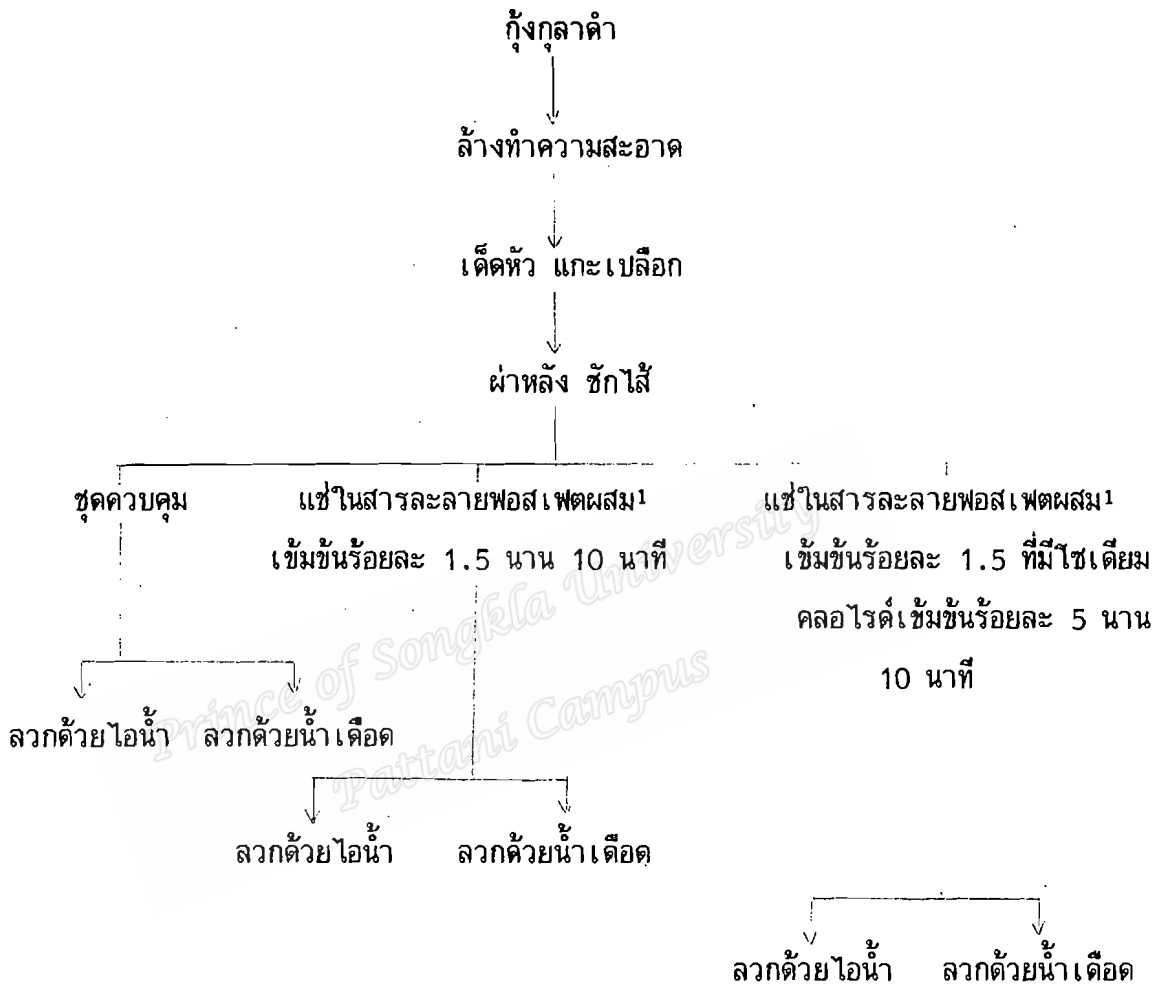 กุ้งกุลาดำ
ล้างทำความสะอาด
เด็ดหัว แกะเปลือก
ผ่าหลัง ชักไส้
ชุดควบคุม
แช่ในสารละลายฟอสเฟตผสม¹
เข้มข้นร้อยละ 1.5 นาน 10 นาที
แช่ในสารละลายฟอสเฟตผสม¹
เข้มข้นร้อยละ 1.5 ที่มีโซเดียม
คลอไรด์เข้มข้นร้อยละ 5 นาน
10 นาที
ลวกด้วยไอน้ำ ลวกด้วยน้ำเดือด
ลวกด้วยไอน้ำ ลวกด้วยน้ำเดือด
ลวกด้วยไอน้ำ ลวกด้วยน้ำเดือด
Prince of Songkla University
Pattani Campus